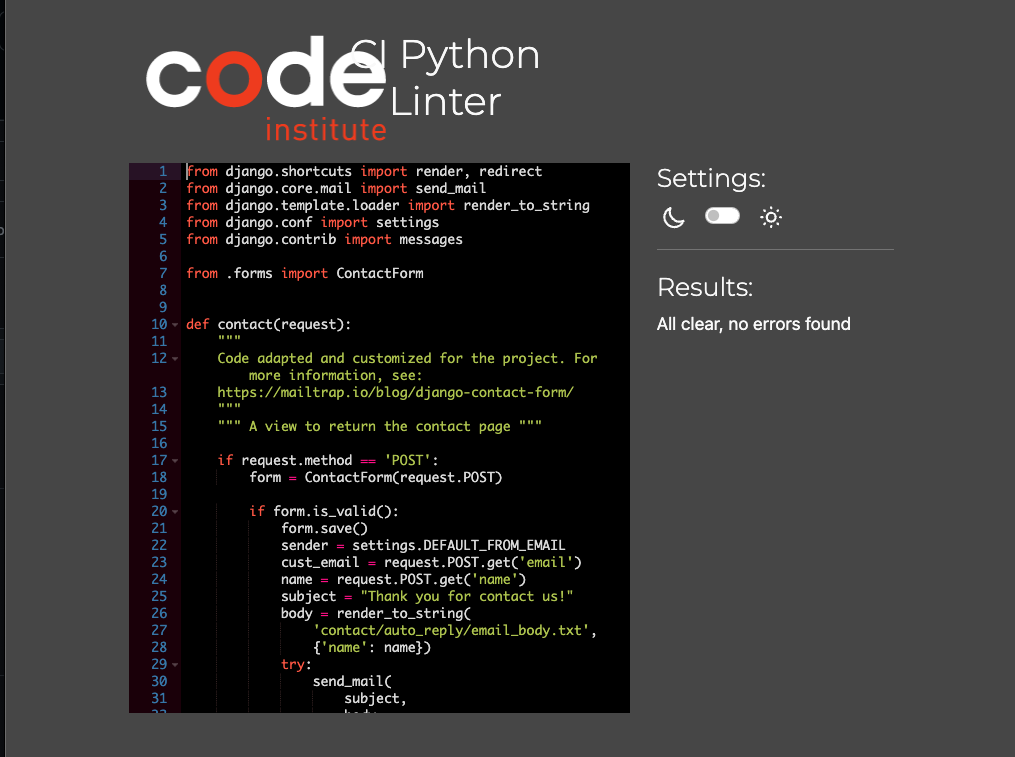 code
institute
CI Python
Linter
1 from django.shortcuts import render, redirect
2 from django.core.mail import send_mail
3 from django.template.loader import render_to_string
4 from django.conf import settings
5 from django.contrib import messages
6
7 from .forms import ContactForm
8
9
10 def contact(request):
11 """
12 Code adapted and customized for the project. For
more information, see:
13 https://mailtrap.io/blog/django-contact-form/
14 """
15 """ A view to return the contact page """
16
17 if request.method == 'POST':
18 form = ContactForm(request.POST)
19
20 if form.is_valid():
21 form.save()
22 sender = settings.DEFAULT_FROM_EMAIL
23 cust_email = request.POST.get('email')
24 name = request.POST.get('name')
25 subject = "Thank you for contact us!"
26 body = render_to_string(
27 'contact/auto_reply/email_body.txt',
28 {'name': name})
29 try:
30 send_mail(
31 subject,
Settings:
Results:
All clear, no errors found